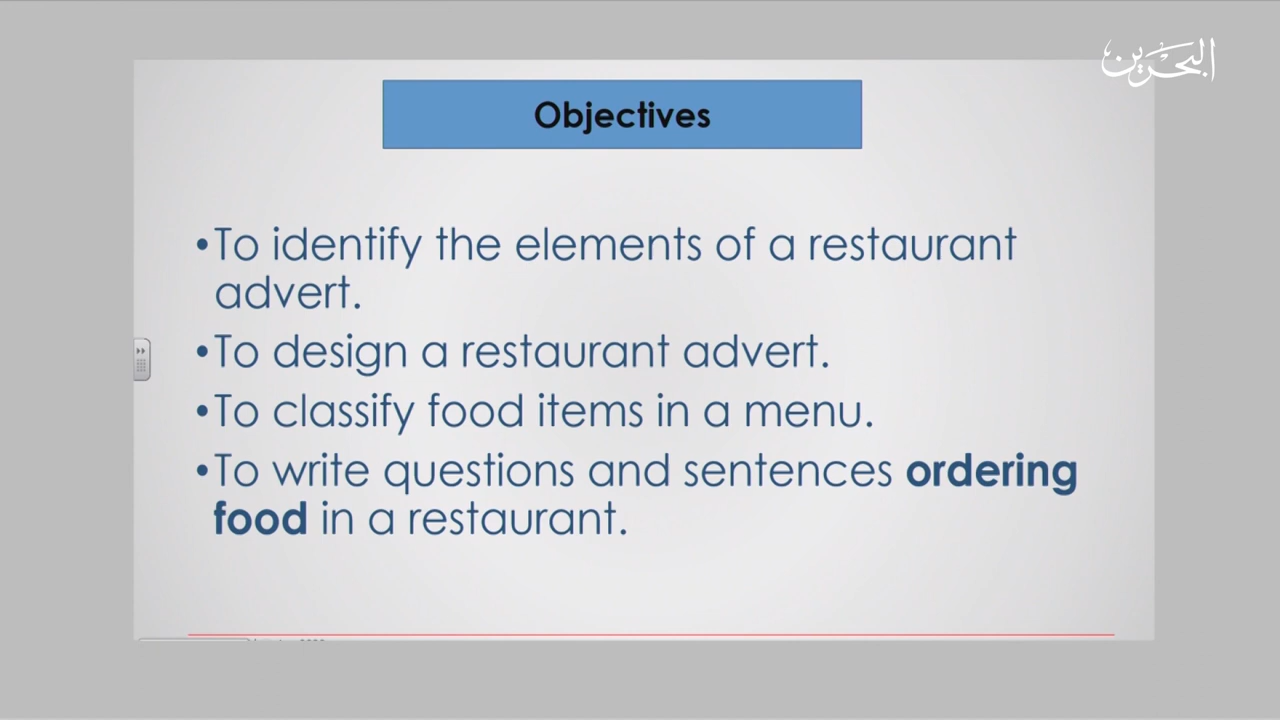 البحرين
Objectives
•To identify the elements of a restaurant
advert.
•To design a restaurant advert.
•To classify food items in a menu.
•To write questions and sentences ordering
food in a restaurant.